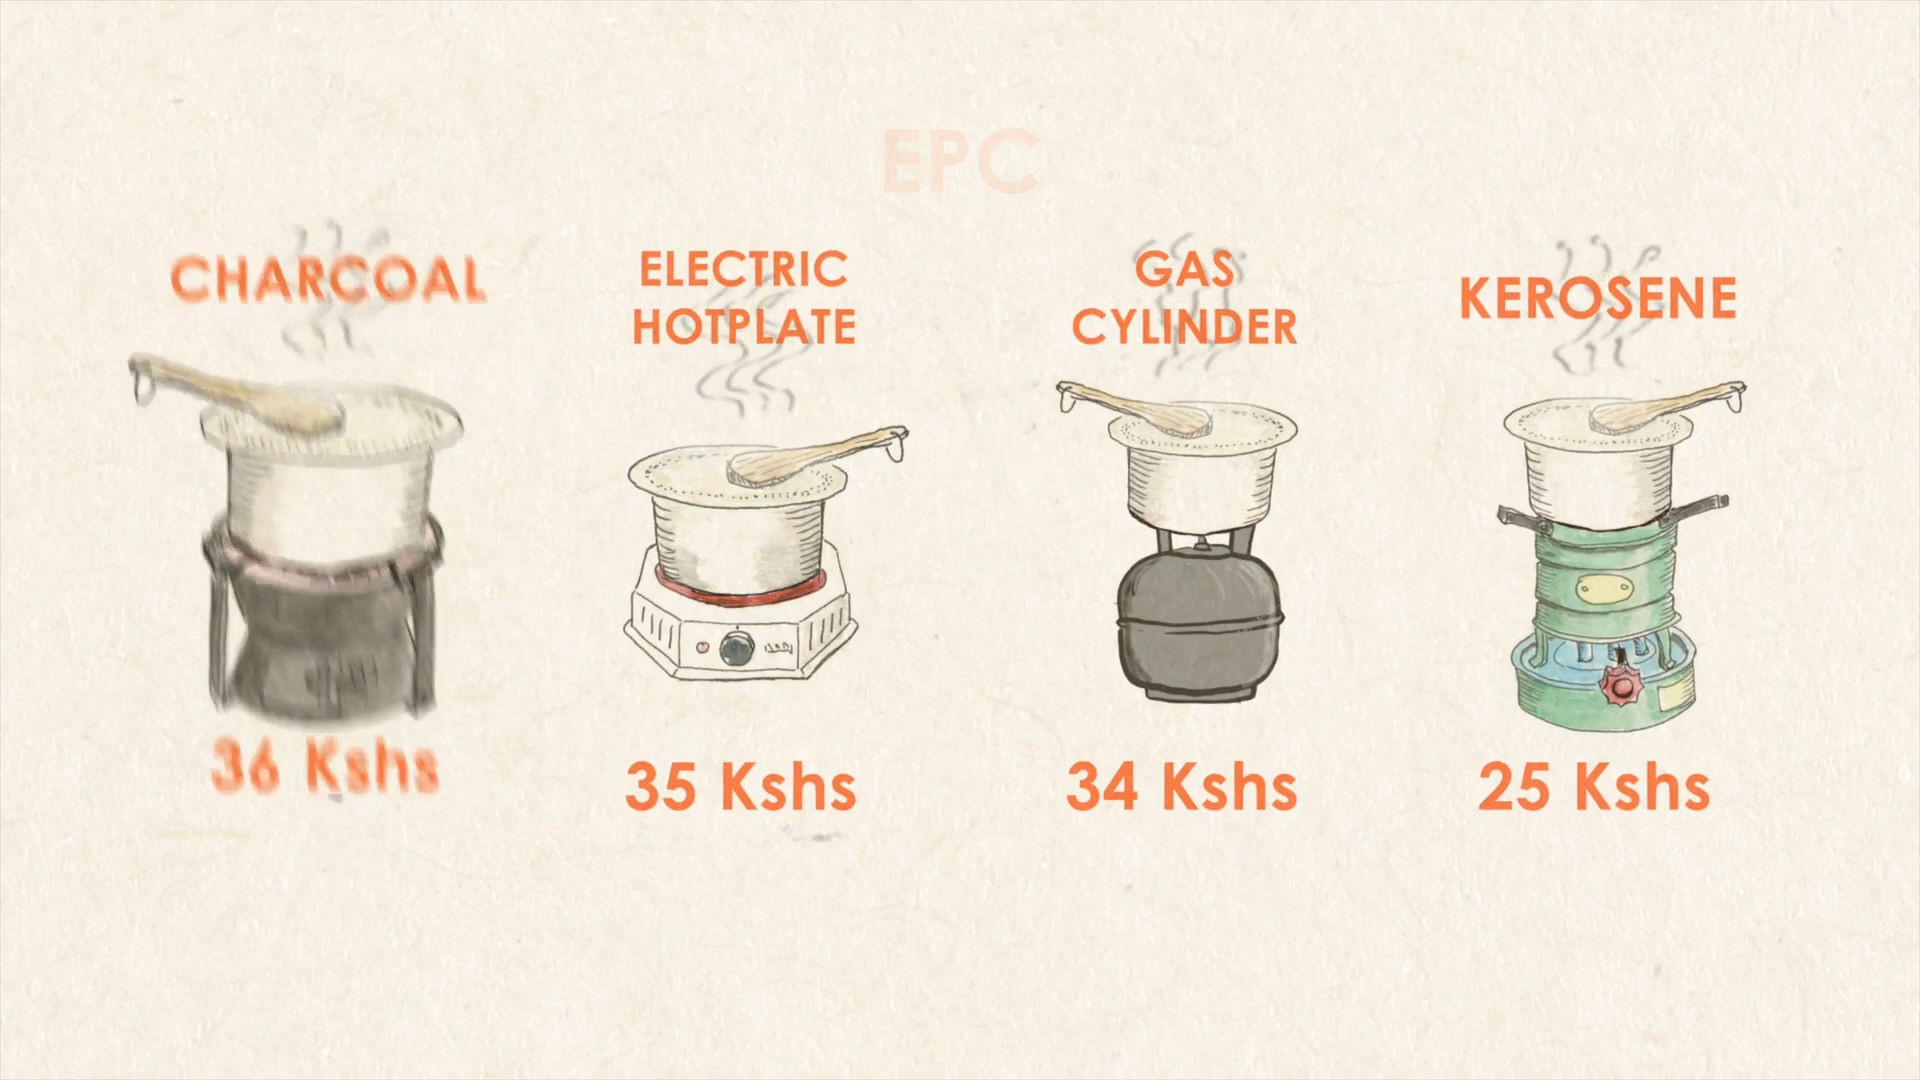 EPC
CHARCOAL
ELECTRIC
HOTPLATE
GAS
CYLINDER
KEROSENE
36 Kshs
35 Kshs
34 Kshs
25 Kshs